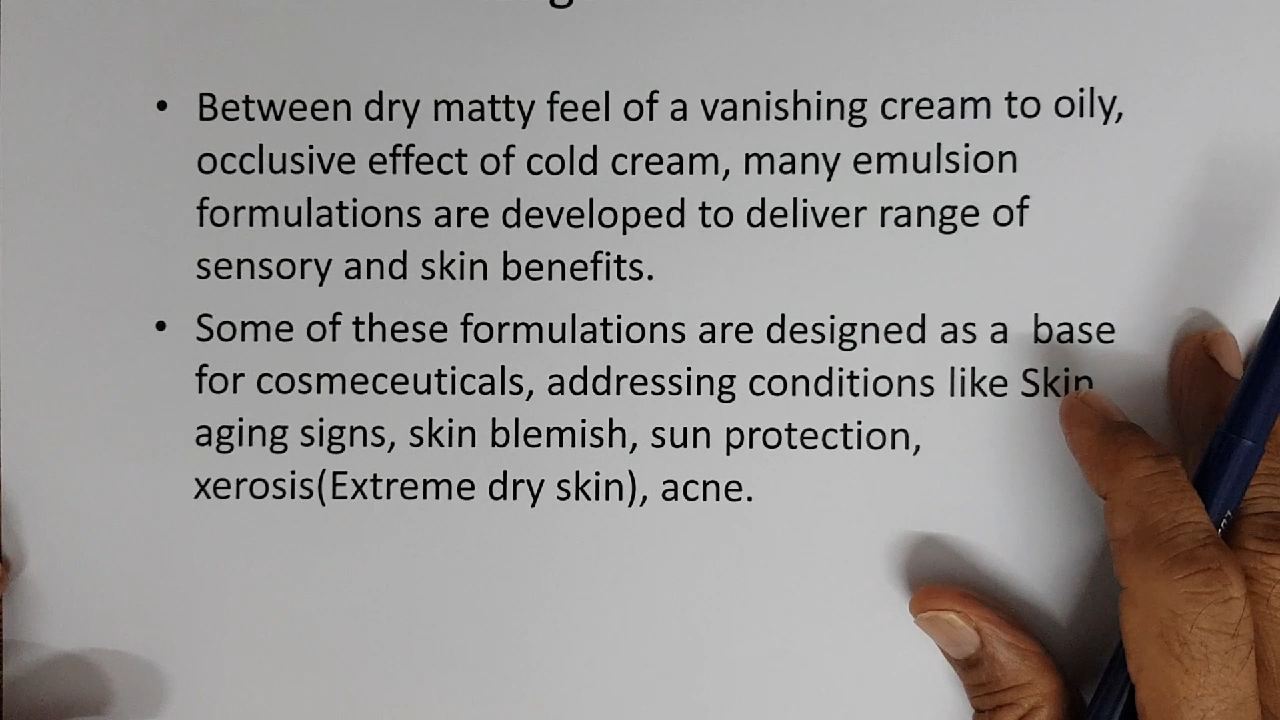 • Between dry matty feel of a vanishing cream to oily,
occlusive effect of cold cream, many emulsion
formulations are developed to deliver range of
sensory and skin benefits.
• Some of these formulations are designed as a  base
for cosmeceuticals, addressing conditions like Skin
aging signs, skin blemish, sun protection,
xerosis(Extreme dry skin), acne.